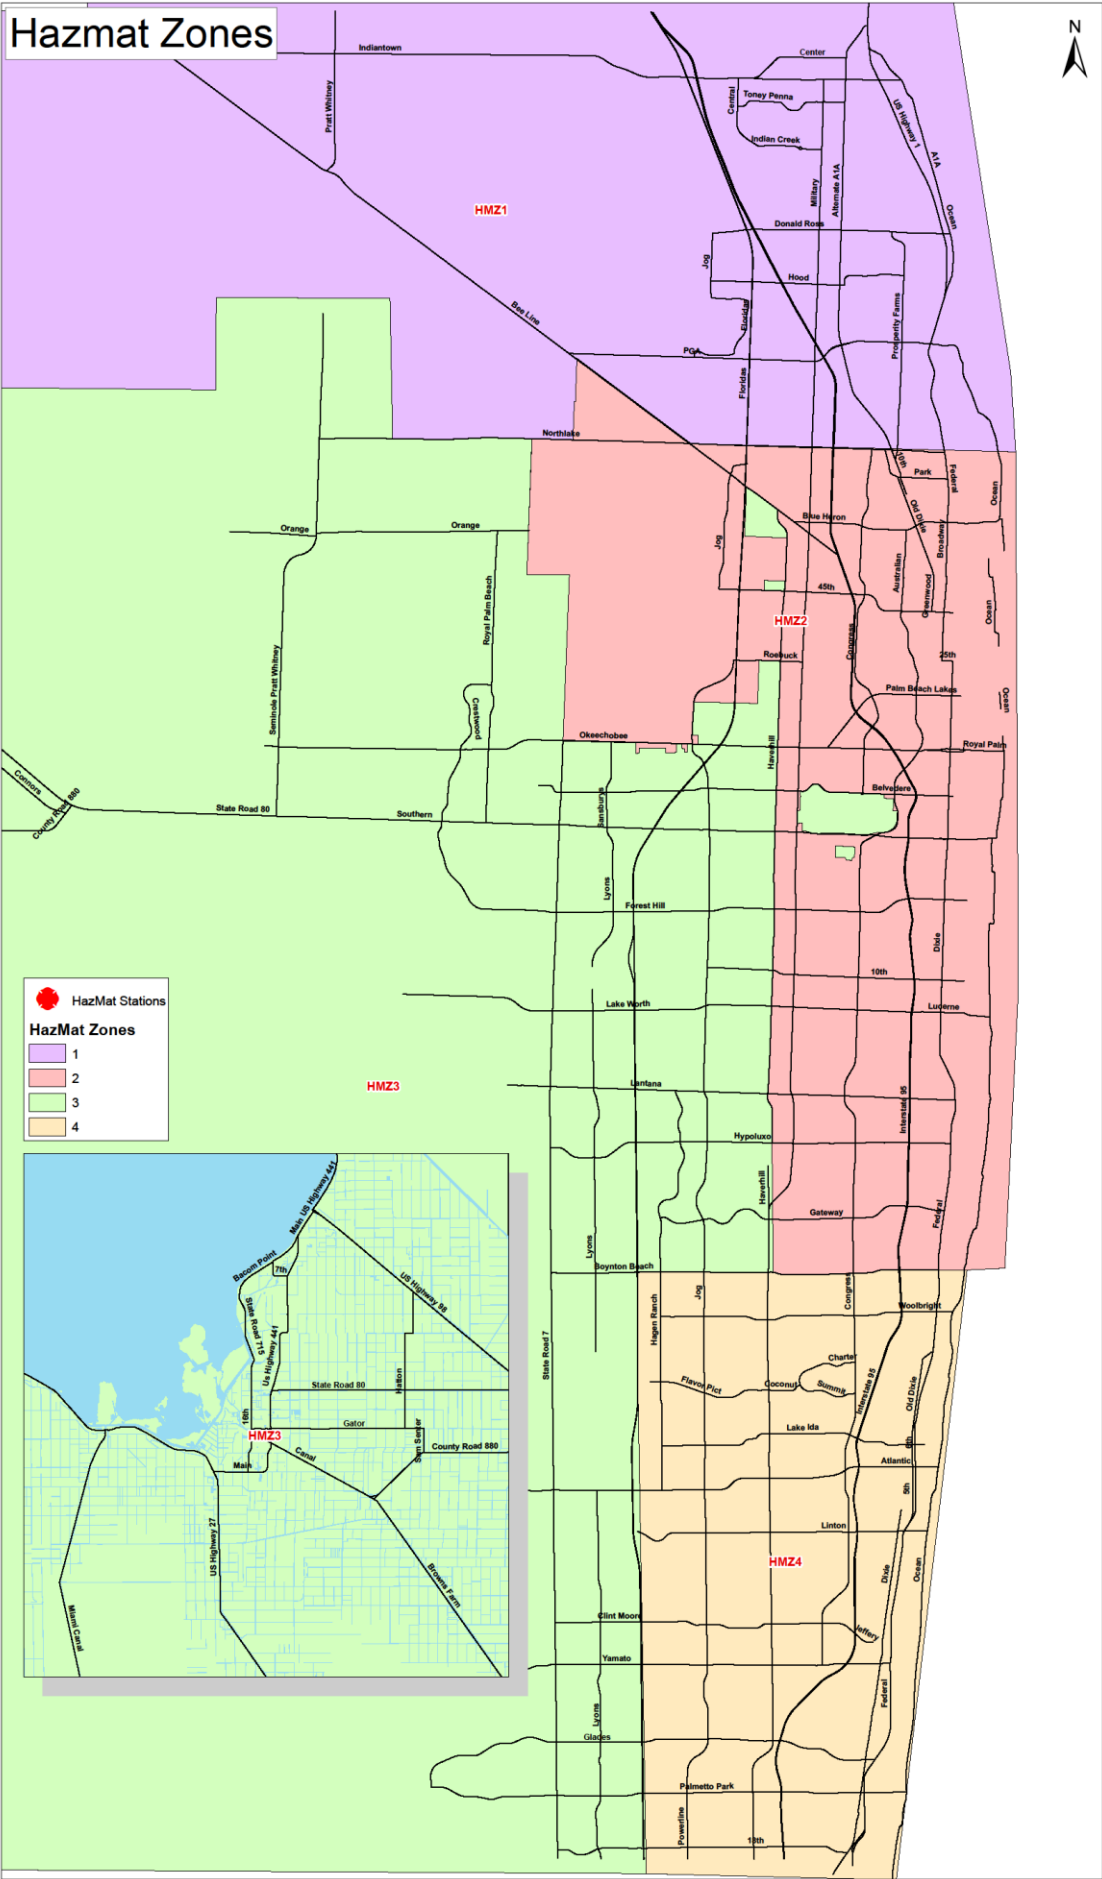 Hazmat Zones
N
Indiantown
Center
Pratt Whitney
Central
Toney Penna
US Highway 1
Indian Creek
A1A
Military
Alternate A1A
HMZ1
Ocean
Donald Ross
Jog
Hood
Bee Line
Floridas
Prosperity Farms
PGA
Floridas
Northlake
10th
Park
Federal
Ocean
Orange
Orange
Old Dixie
Blue Heron
Broadway
Jog
Royal Palm Beach
45th
Australian
Greenwood
Ocean
HMZ2
Congress
Roebuck
25th
Seminole Pratt Whitney
Crestwood
Palm Beach Lakes
Ocean
Okeechobee
Haverhill
Royal Palm
Connors
County Road 880
State Road 80
Southern
Sansburys
Belvedere
Lyons
Forest Hill
Dixie
10th
Lake Worth
Lucerne
HazMat Stations
HazMat Zones
1
2
3
4
HMZ3
Lantana
Interstate 95
Hypoluxo
Haverhill
Gateway
Federal
Lyons
Boynton Beach
Main US Highway 441
Bacom Point
7th
US Highway 98
State Road 715
Us Highway 441
Hatton
State Road 80
16th
Gator
HMZ3
Sam Senter
County Road 880
Canal
Main
US Highway 27
Browns Farm
Miami Canal
Hagen Ranch
Jog
Congress
Woolbright
State Road 7
Charter
Flavor Pict
Coconut
Summit
Interstate 95
Old Dixie
Lake Ida
Atlantic
5th
Linton
HMZ4
Dixie
Ocean
Clint Moore
Jeffery
Yamato
Federal
Lyons
Glades
Palmetto Park
Powerline
18th